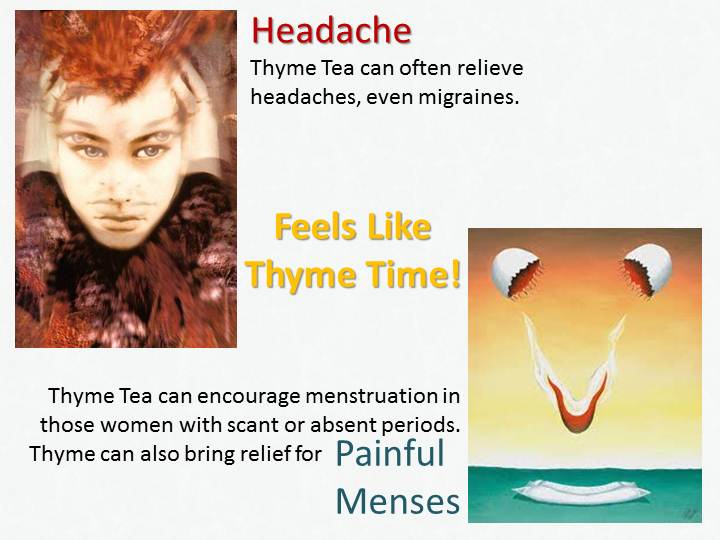 Headache
Thyme Tea can often relieve
headaches, even migraines.
Feels Like
Thyme Time!
Thyme Tea can encourage menstruation in
those women with scant or absent periods.
Thyme can also bring relief for Painful
Menses